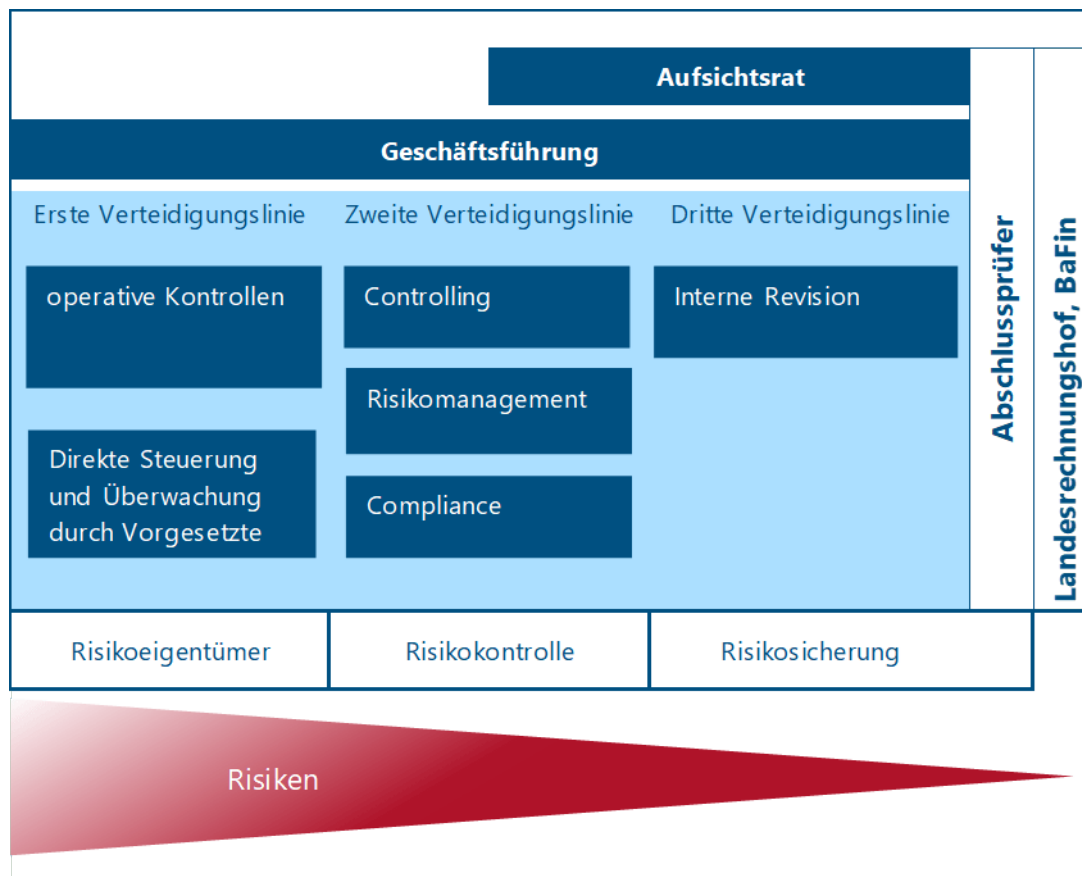 Aufsichtsrat
Geschäftsführung
Erste Verteidigungslinie
Zweite Verteidigungslinie
Dritte Verteidigungslinie
operative Kontrollen
Direkte Steuerung
und Überwachung
durch Vorgesetzte
Controlling
Risikomanagement
Compliance
Interne Revision
Abschlussprüfer
Landesrechnungshof, BaFin
Risikoeigentümer
Risikokontrolle
Risikosicherung
Risiken